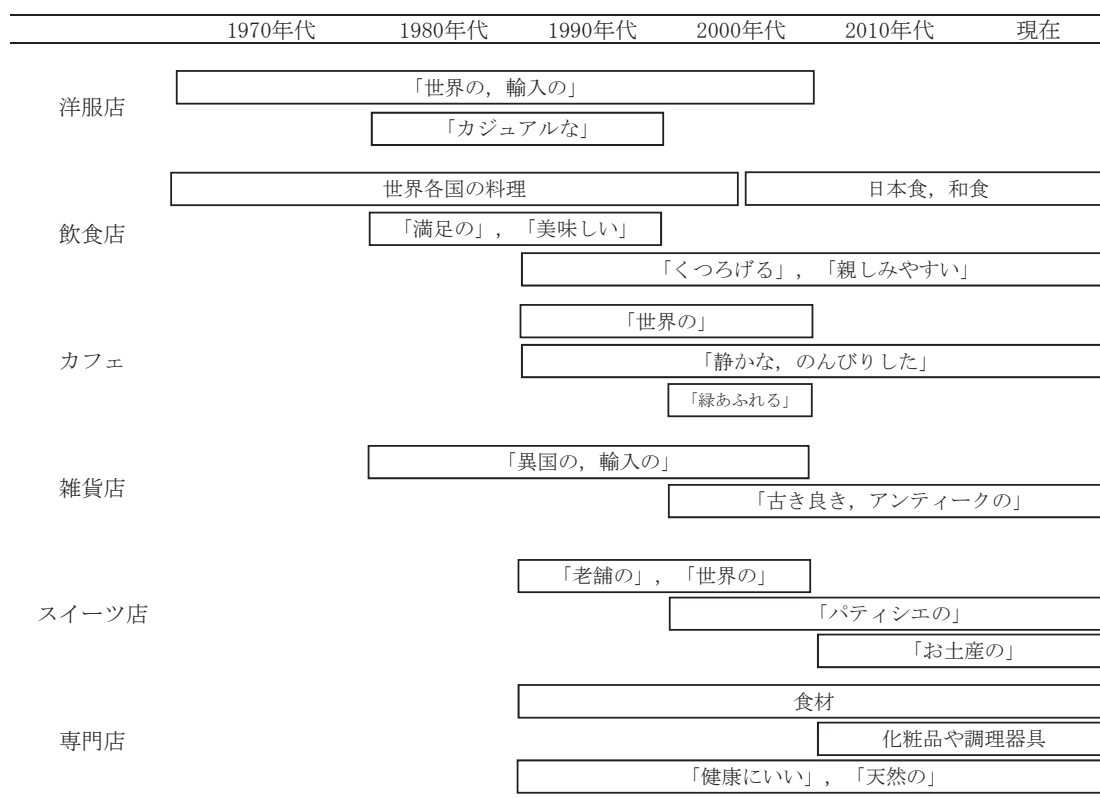 1970年代 1980年代 1990年代 2000年代 2010年代 現在
洋服店
「世界の，輸入の」
「カジュアルな」
飲食店
世界各国の料理 日本食，和食
「満足の」，「美味しい」
「くつろげる」，「親しみやすい」
カフェ
「世界の」
「静かな，のんびりした」
「緑あふれる」
雑貨店
「異国の，輸入の」
「古き良き，アンティークの」
スイーツ店
「老舗の」，「世界の」
「パティシエの」
「お土産の」
専門店
食材
化粧品や調理器具
「健康にいい」，「天然の」